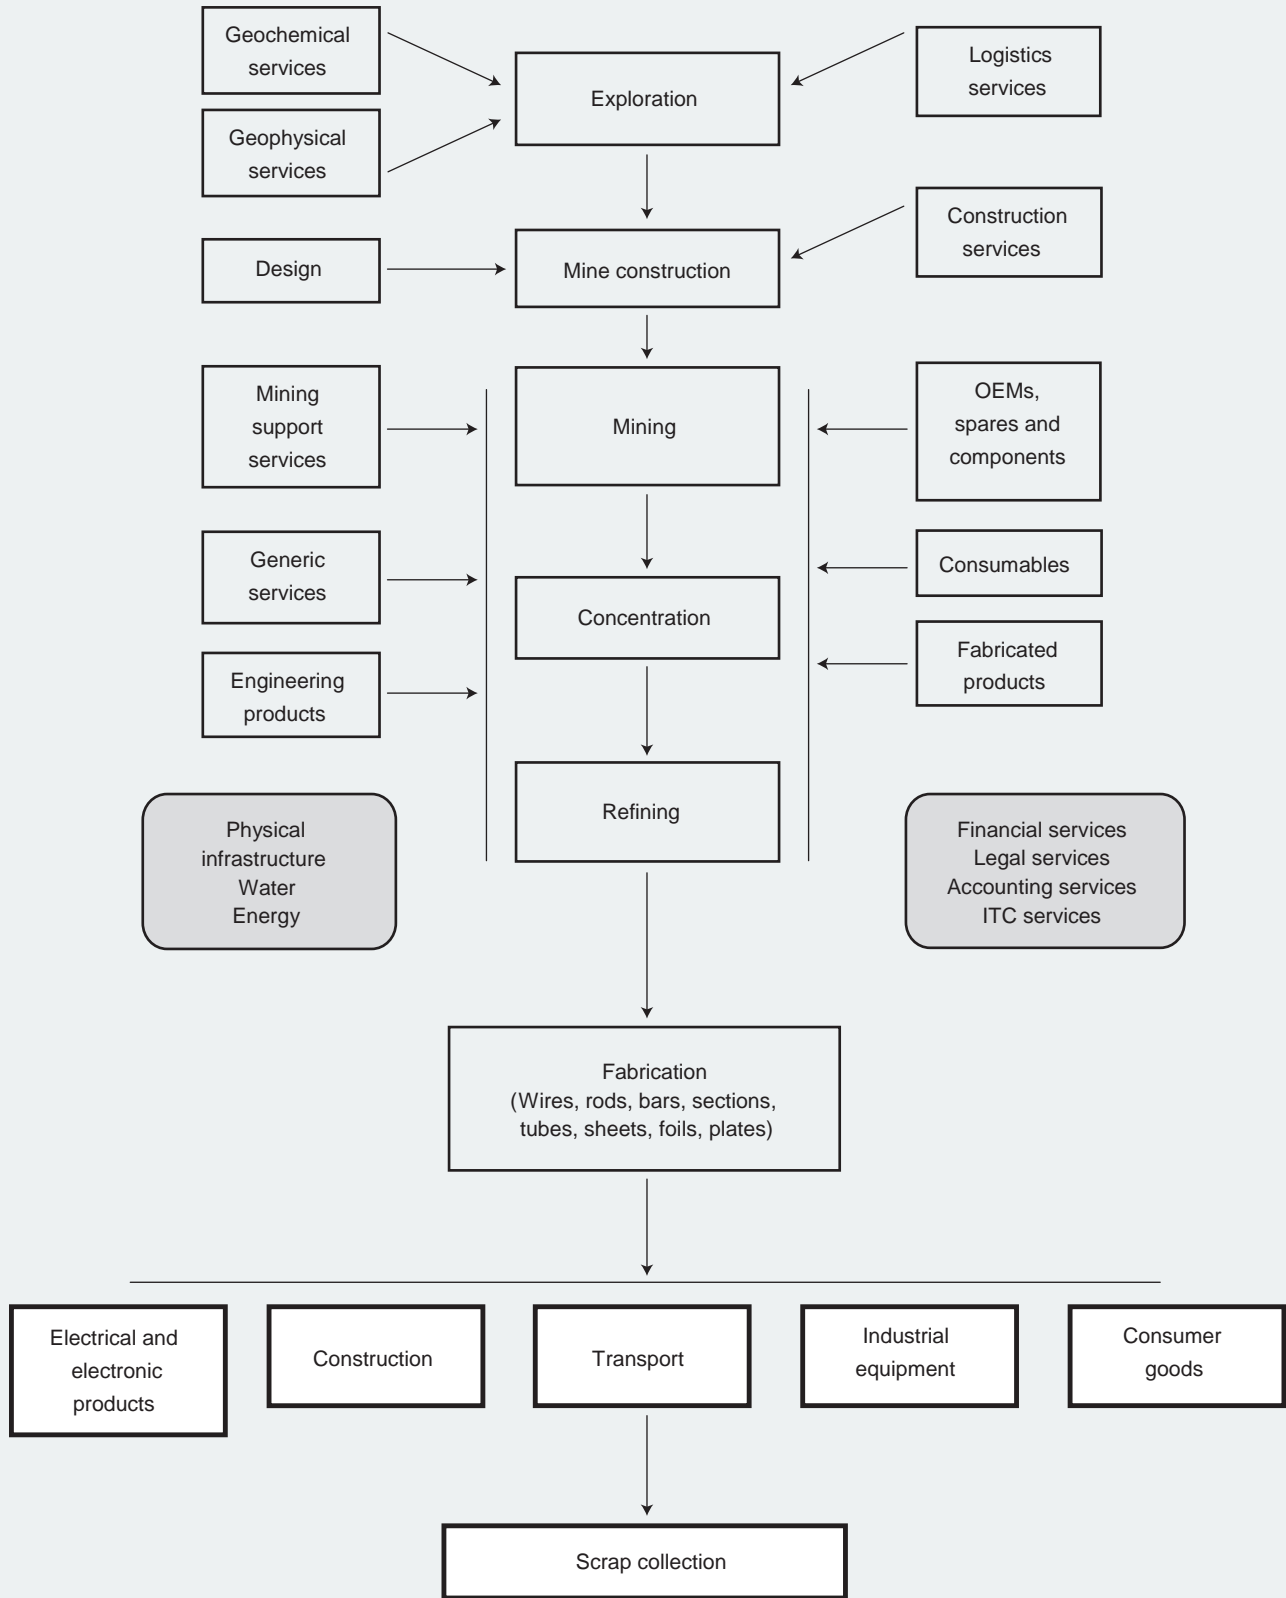 Geochemical
services
Exploration
Logistics
services
Geophysical
services
Design
Mine construction
Construction
services
Mining
support
services
Mining
OEMs,
spares and
components
Generic
services
Concentration
Consumables
Engineering
products
Fabricated
products
Refining
Physical
infrastructure
Water
Energy
Financial services
Legal services
Accounting services
ITC services
Fabrication
(Wires, rods, bars, sections,
tubes, sheets, foils, plates)
Electrical and
electronic
products
Construction
Transport
Industrial
equipment
Consumer
goods
Scrap collection